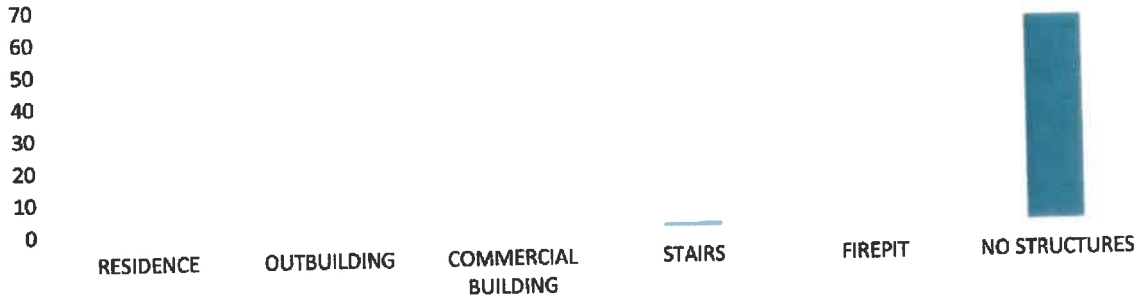 70
60
50
40
30
20
10
0
RESIDENCE
OUTBUILDING
COMMERCIAL
BUILDING
STAIRS
FIREPIT
NO STRUCTURES